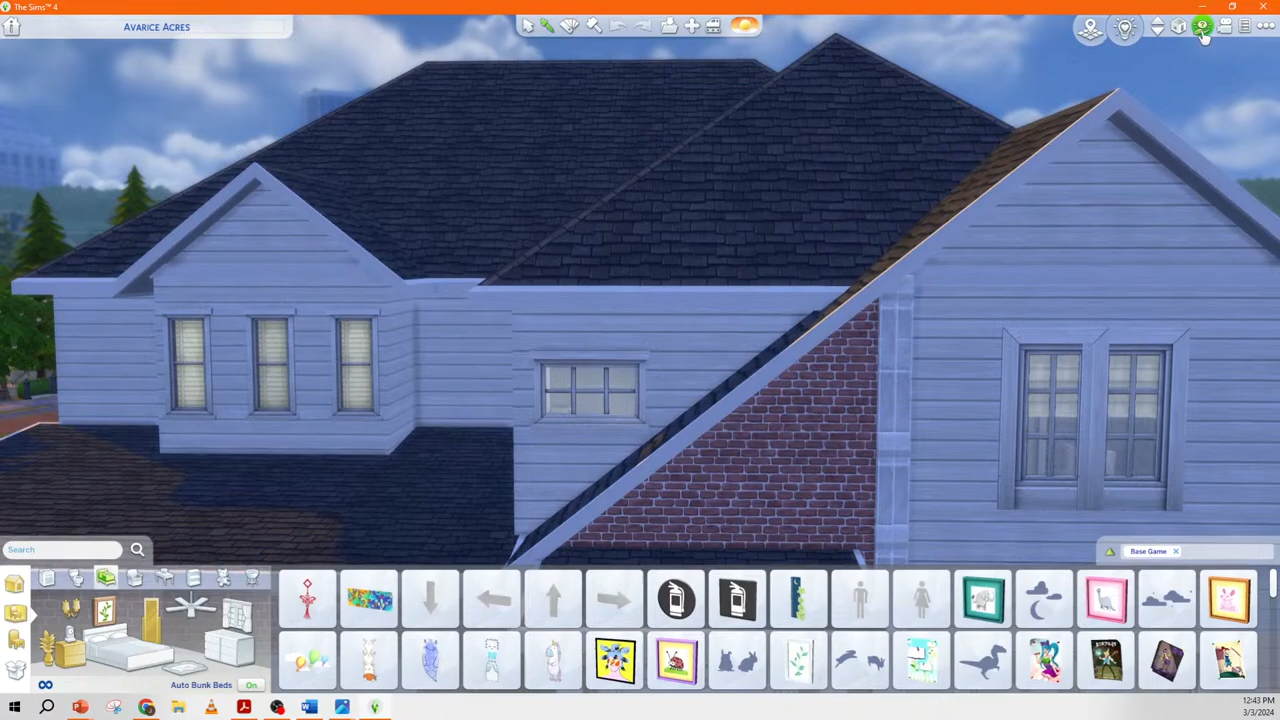 The Sims™ 4
AVARICE ACRES
Search
Base Game
Auto Bunk Beds
On
12:43 PM
3/3/2024